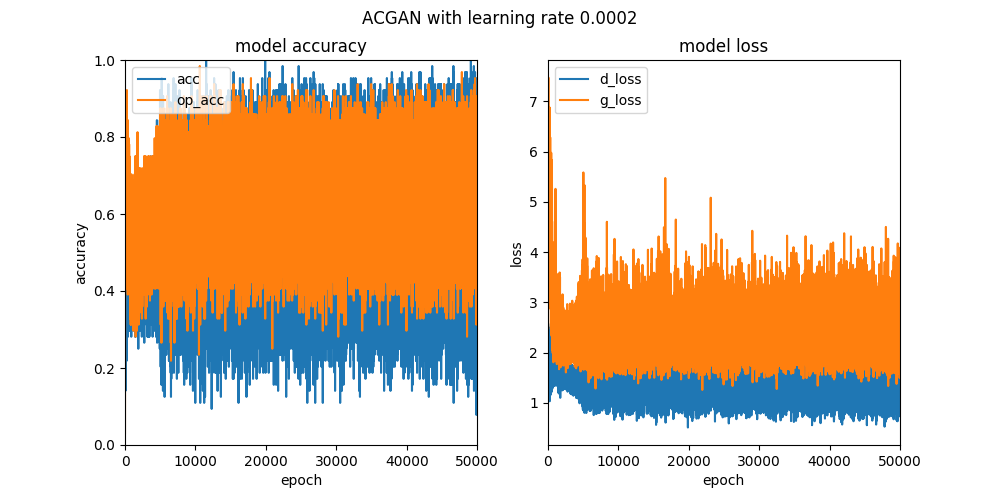 ACGAN with learning rate 0.0002
model accuracy
acc
op_acc
accuracy
1.0
0.8
0.6
0.4
0.2
0.0
0 10000 20000 30000 40000 50000
epoch
model loss
d_loss
g_loss
loss
7
6
5
4
3
2
1
0 10000 20000 30000 40000 50000
epoch